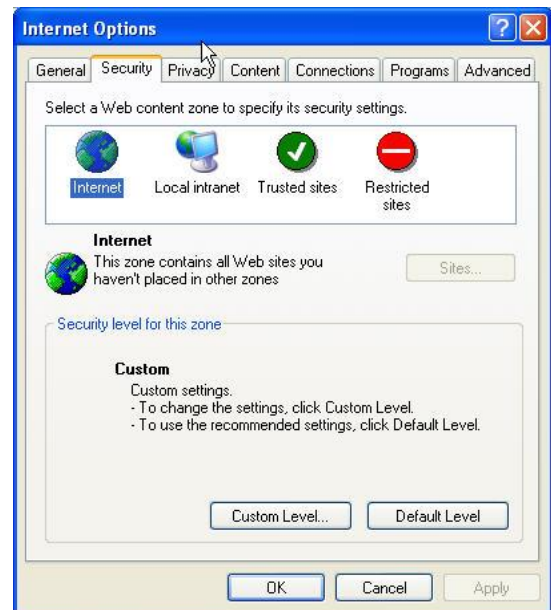 Internet Options
General Security Privacy Content Connections Programs Advanced
Select a Web content zone to specify its security settings.
Internet Local intranet Trusted sites Restricted
sites
Internet
This zone contains all Web sites you
haven't placed in other zones
Sites...
Security level for this zone
Custom
Custom settings.
- To change the settings, click Custom Level.
- To use the recommended settings, click Default Level.
Custom Level... Default Level
OK Cancel Apply